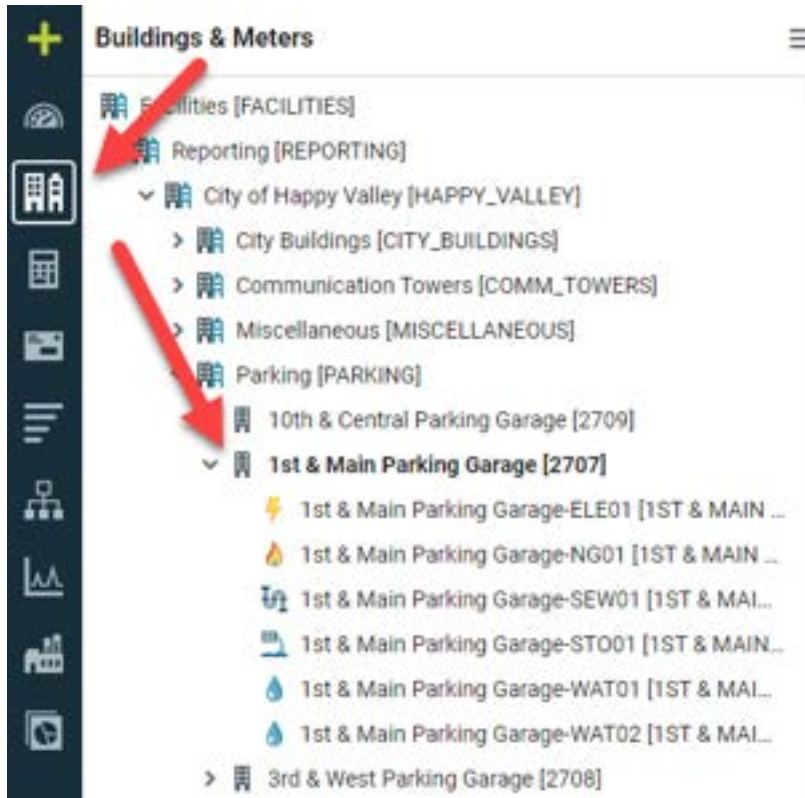 Buildings & Meters
Facilities [FACILITIES]
Reporting [REPORTING]
City of Happy Valley [HAPPY_VALLEY]
City Buildings [CITY_BUILDINGS]
Communication Towers [COMM_TOWERS]
Miscellaneous [MISCELLANEOUS]
Parking [PARKING]
10th & Central Parking Garage [2709]
1st & Main Parking Garage [2707]
1st & Main Parking Garage-ELE01 [1ST & MAIN ...
1st & Main Parking Garage-NG01 [1ST & MAIN ...
1st & Main Parking Garage-SEW01 [1ST & MAI...
1st & Main Parking Garage-STO01 [1ST & MAIN...
1st & Main Parking Garage-WAT01 [1ST & MAI...
1st & Main Parking Garage-WAT02 [1ST & MAI...
3rd & West Parking Garage [2708]